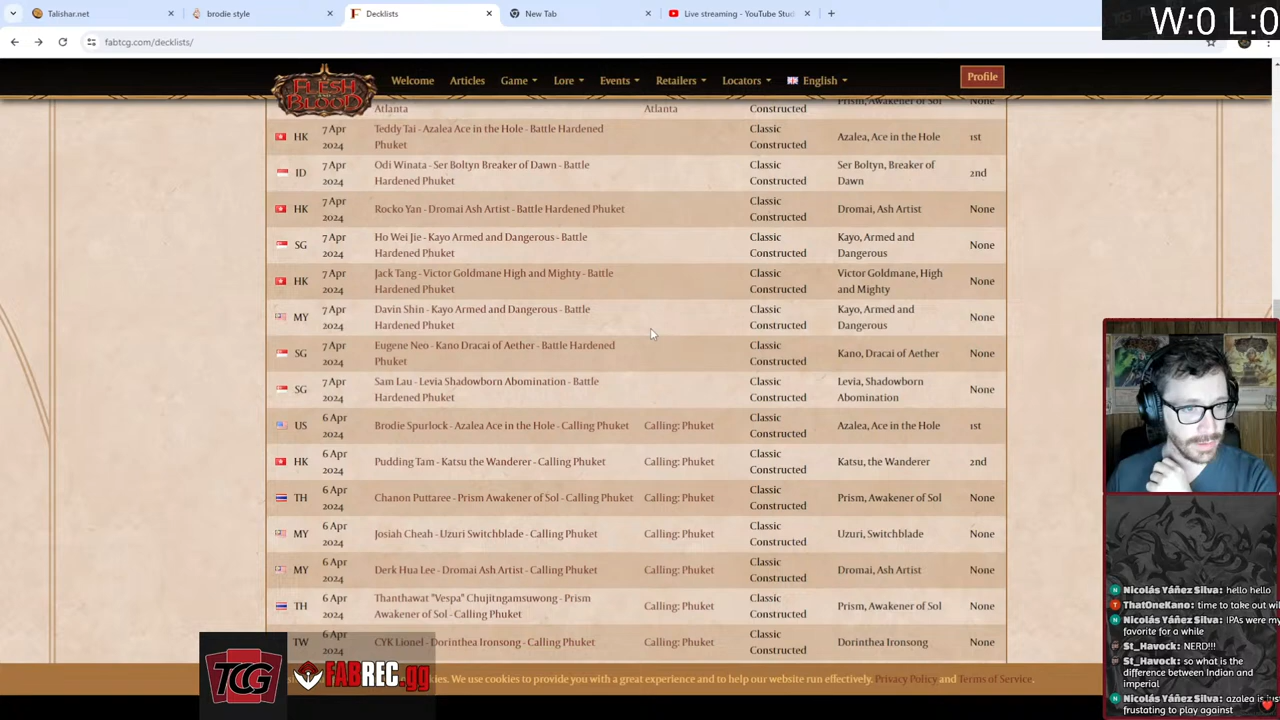 Talishar.net
brodie style
Decklists
New Tab
Live streaming - YouTube Stud
W:0 L:0
fabtcg.com/decklists/
FLESH
AND
BLOOD
Welcome
Articles
Game
Lore
Events
Retailers
Locators
English
Profile
Atlanta
Atlanta
Constructed
Prism, Awakener of Sol
None
HK 7 Apr 2024 Teddy Tai - Azalea Ace in the Hole - Battle Hardened Phuket Classic Constructed Azalea, Ace in the Hole 1st
ID 7 Apr 2024 Odi Winata - Ser Boltyn Breaker of Dawn - Battle Hardened Phuket Classic Constructed Ser Boltyn, Breaker of Dawn 2nd
HK 7 Apr 2024 Rocko Yan - Dromai Ash Artist - Battle Hardened Phuket Classic Constructed Dromai, Ash Artist None
SG 7 Apr 2024 Ho Wei Jie - Kayo Armed and Dangerous - Battle Hardened Phuket Classic Constructed Kayo, Armed and Dangerous None
HK 7 Apr 2024 Jack Tang - Victor Goldmane High and Mighty - Battle Hardened Phuket Classic Constructed Victor Goldmane, High and Mighty None
MY 7 Apr 2024 Davin Shin - Kayo Armed and Dangerous - Battle Hardened Phuket Classic Constructed Kayo, Armed and Dangerous None
SG 7 Apr 2024 Eugene Neo - Kano Dracai of Aether - Battle Hardened Phuket Classic Constructed Kano, Dracai of Aether None
SG 7 Apr 2024 Sam Lau - Levia Shadowborn Abomination - Battle Hardened Phuket Classic Constructed Levia, Shadowborn Abomination None
US 6 Apr 2024 Brodie Spurlock - Azalea Ace in the Hole - Calling Phuket Calling: Phuket Classic Constructed Azalea, Ace in the Hole 1st
HK 6 Apr 2024 Pudding Tam - Katsu the Wanderer - Calling Phuket Calling: Phuket Classic Constructed Katsu, the Wanderer 2nd
TH 6 Apr 2024 Chanon Puttaree - Prism Awakener of Sol - Calling Phuket Calling: Phuket Classic Constructed Prism, Awakener of Sol None
MY 6 Apr 2024 Josiah Cheah - Uzuri Switchblade - Calling Phuket Calling: Phuket Classic Constructed Uzuri, Switchblade None
MY 6 Apr 2024 Derk Hua Lee - Dromai Ash Artist - Calling Phuket Calling: Phuket Classic Constructed Dromai, Ash Artist None
TH 6 Apr 2024 Thanthawat "Vespa" Chujitngamsuwong - Prism Awakener of Sol - Calling Phuket Calling: Phuket Classic Constructed Prism, Awakener of Sol None
TW 6 Apr 2024 CYK Lionel - Dorinthea Ironsong - Calling Phuket Calling: Phuket Classic Constructed Dorinthea Ironsong None
TCG
FABREC.gg
kies. We use cookies to provide you with a great experience and to help our website run effectively. Privacy Policy and Terms of Service.
Nicolás Yáñez Silva: hello hello
ThatOneKano: time to take out wi
Nicolás Yáñez Silva: IPAs were my
favorite for a while
St_Havock: NERD!!!
St_Havock: so what is the
difference between Indian and
imperial
Nicolás Yáñez Silva: azalea is jus
frustating to play against